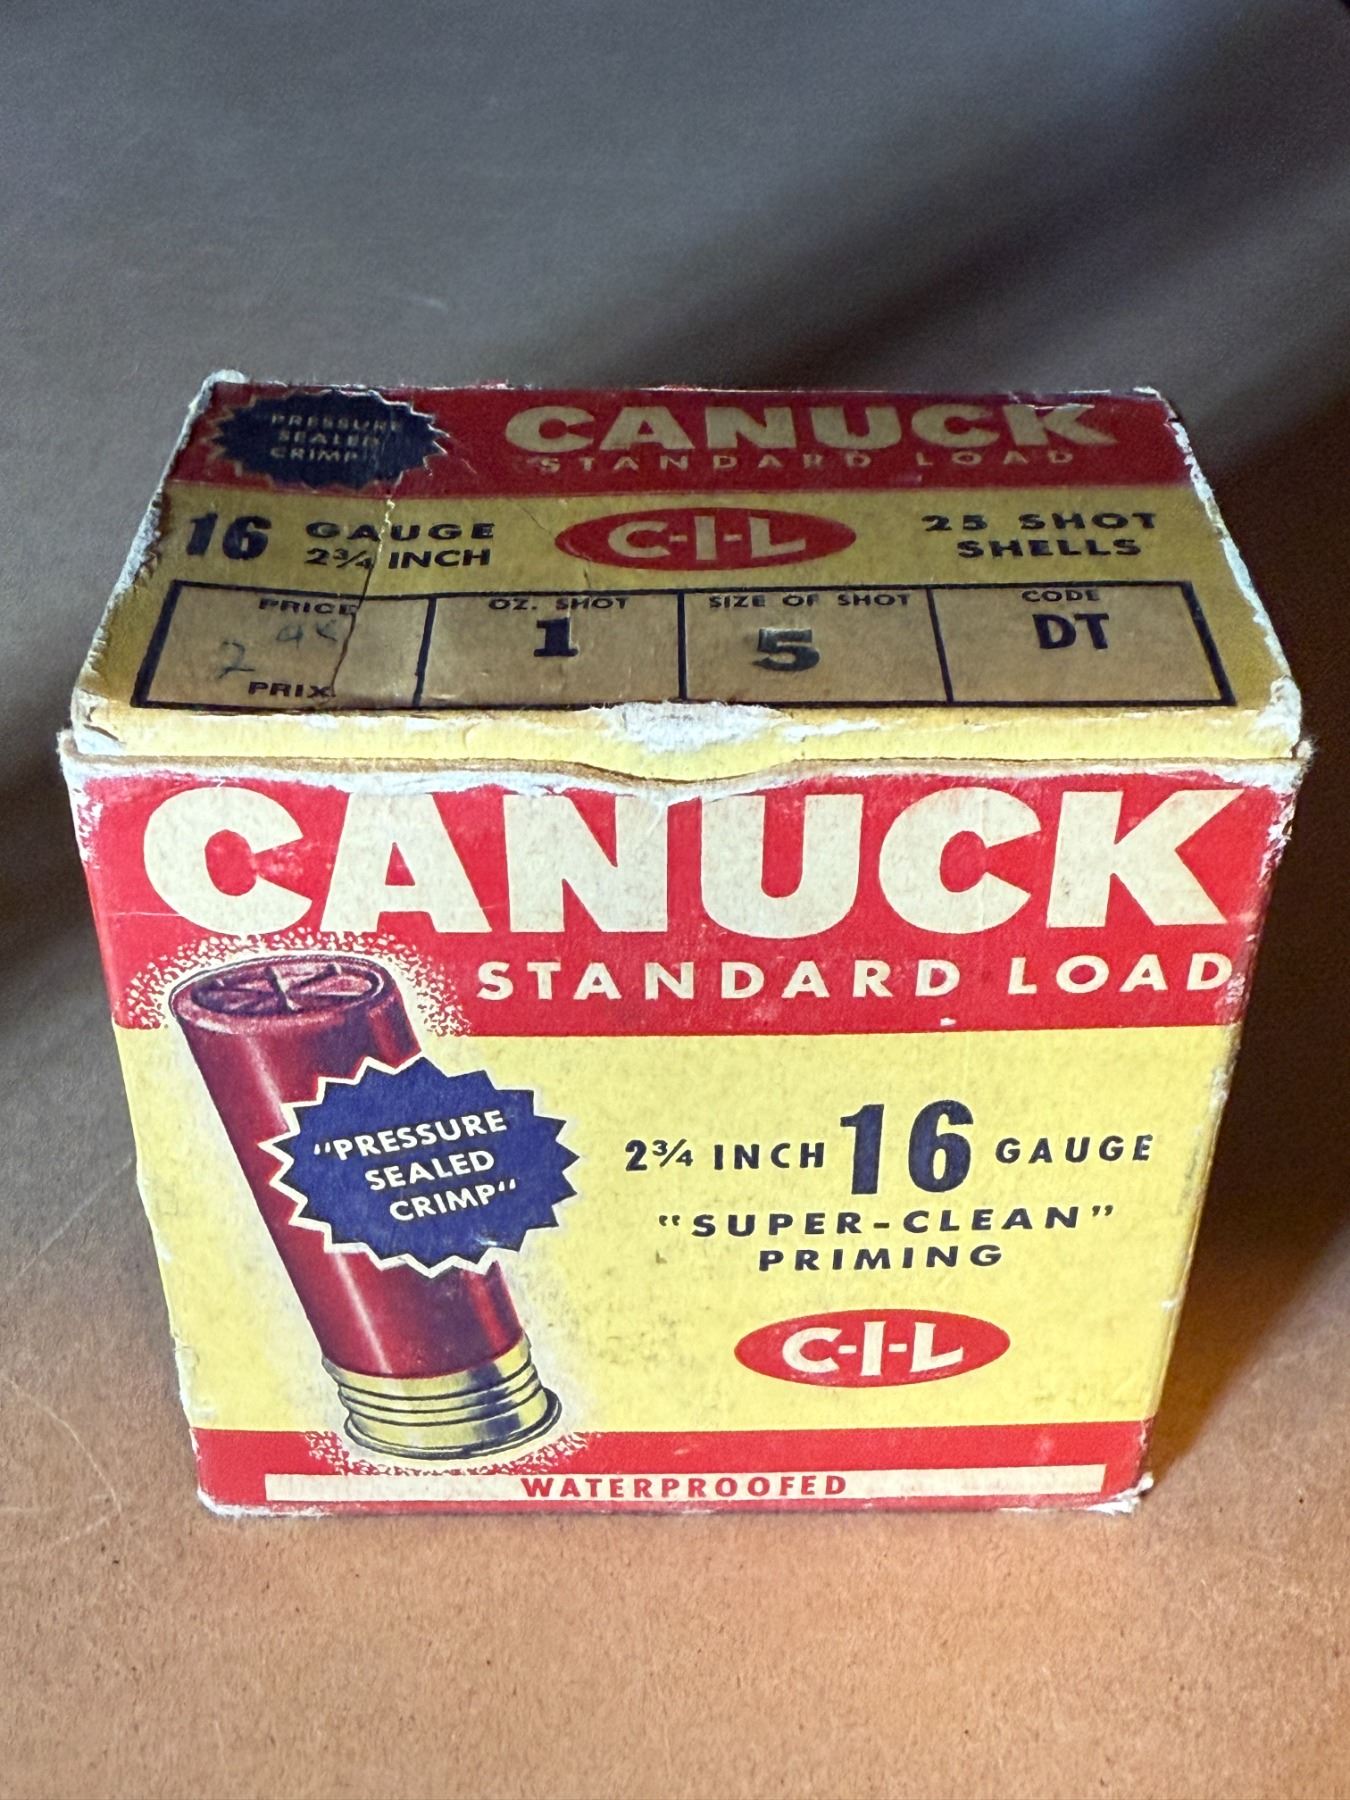 PRESSURE
SEALED
CRIMP
CANUCK
STANDARD LOAD
16 GAUGE
2¾ INCH
C-I-L
25 SHOT
SHELLS
PRICE
PRIX
OZ. SHOT
1
SIZE OF SHOT
5
CODE
DT
CANUCK
STANDARD LOAD
"PRESSURE
SEALED
CRIMP"
2¾ INCH 16 GAUGE
"SUPER-CLEAN"
PRIMING
C-I-L
WATERPROOFED